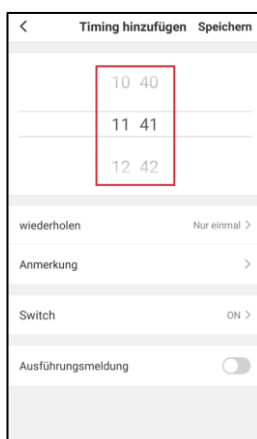 Timing hinzufügen Speichern
10 40
11 41
12 42
wiederholen Nur einmal >
Anmerkung >
Switch ON >
Ausführungsmeldung